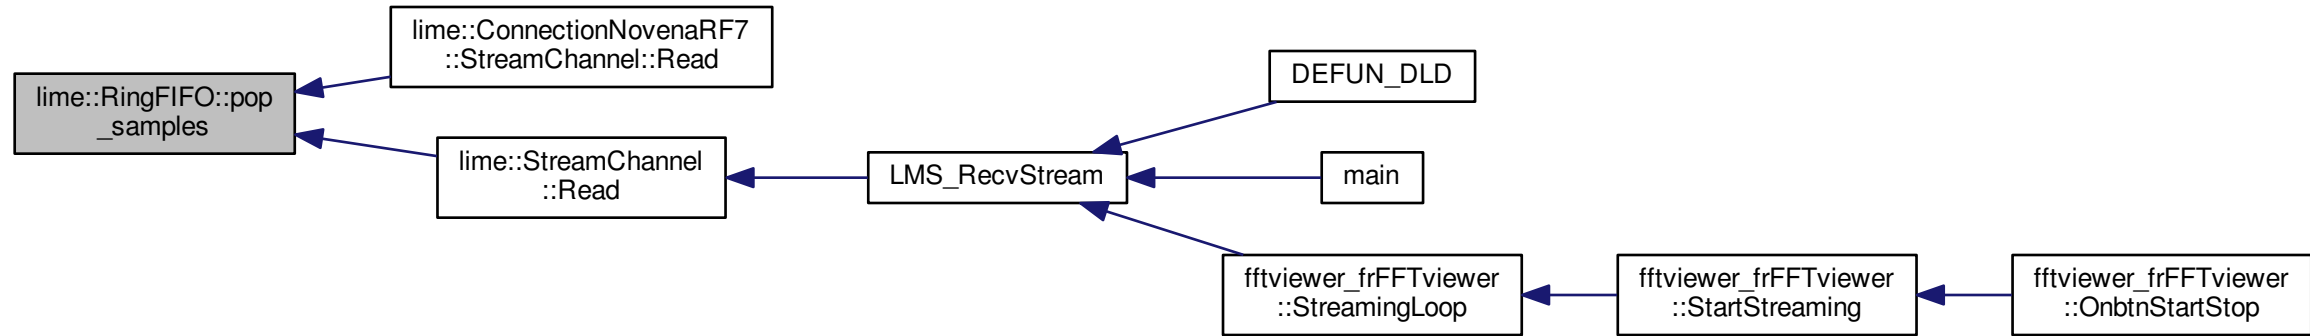 lime::RingFIFO::pop
_samples
lime::ConnectionNovenaRF7
::StreamChannel::Read
lime::StreamChannel
::Read
LMS_RecvStream
DEFUN_DLD
main
fftviewer_frFFTviewer
::StreamingLoop
fftviewer_frFFTviewer
::StartStreaming
fftviewer_frFFTviewer
::OnbtnStartStop